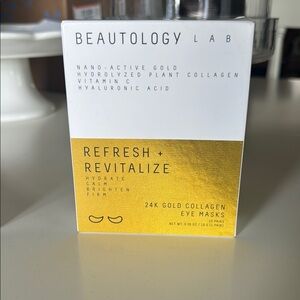 BEAUTOLOGY LAB
NANO-ACTIVE GOLD
HYDROLYZED PLANT COLLAGEN
VITAMIN C
HYALURONIC ACID
REFRESH +
REVITALIZE
HYDRATE
CALM
BRIGHTEN
FIRM
24K GOLD COLLAGEN
EYE MASKS